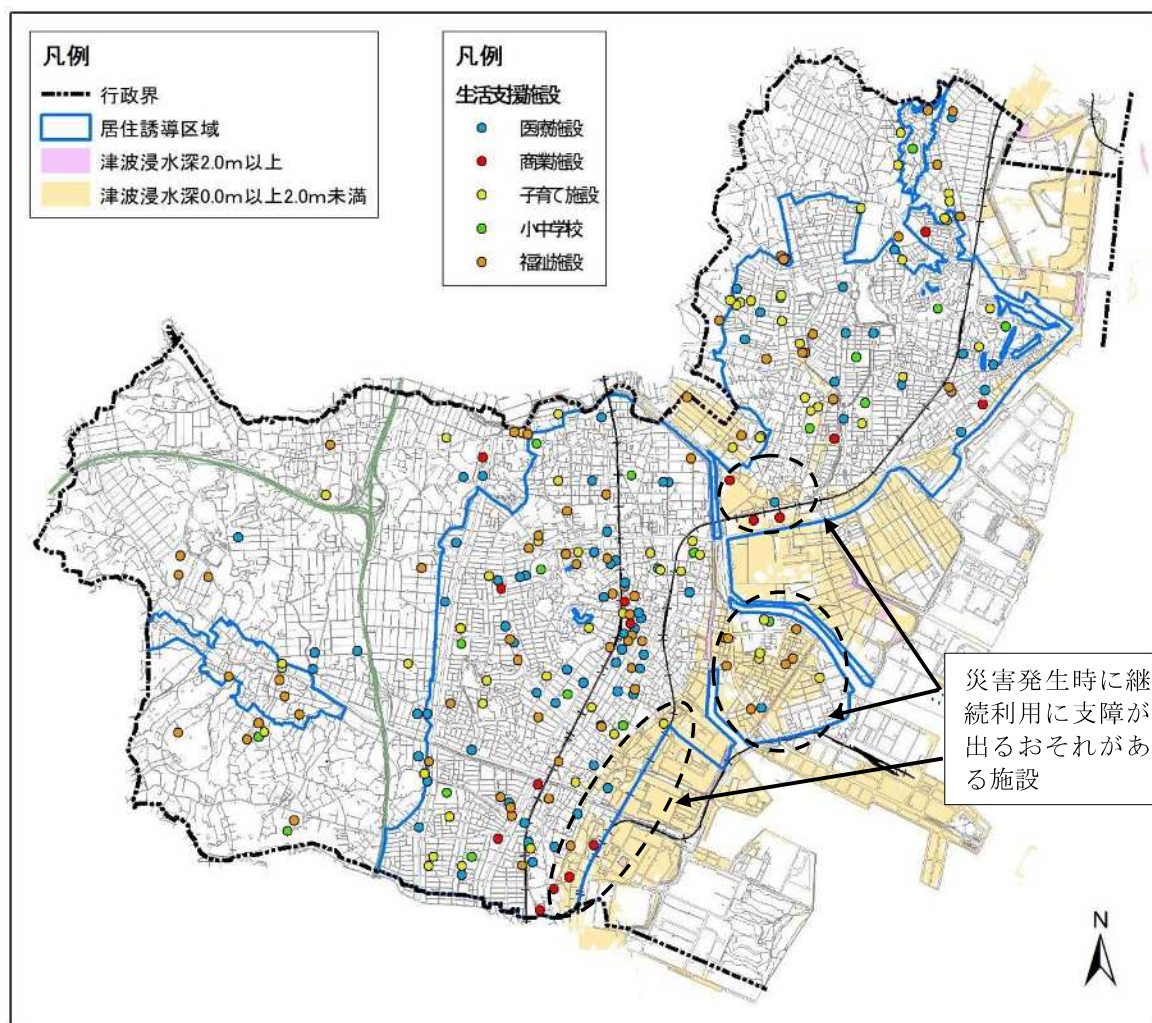 凡例
行政界
居住誘導区域
津波浸水深2.0m以上
津波浸水深0.0m以上2.0m未満
凡例
生活支援施設
医療施設
商業施設
子育て施設
小中学校
福祉施設
災害発生時に継
続利用に支障が
出るおそれがあ
る施設
N